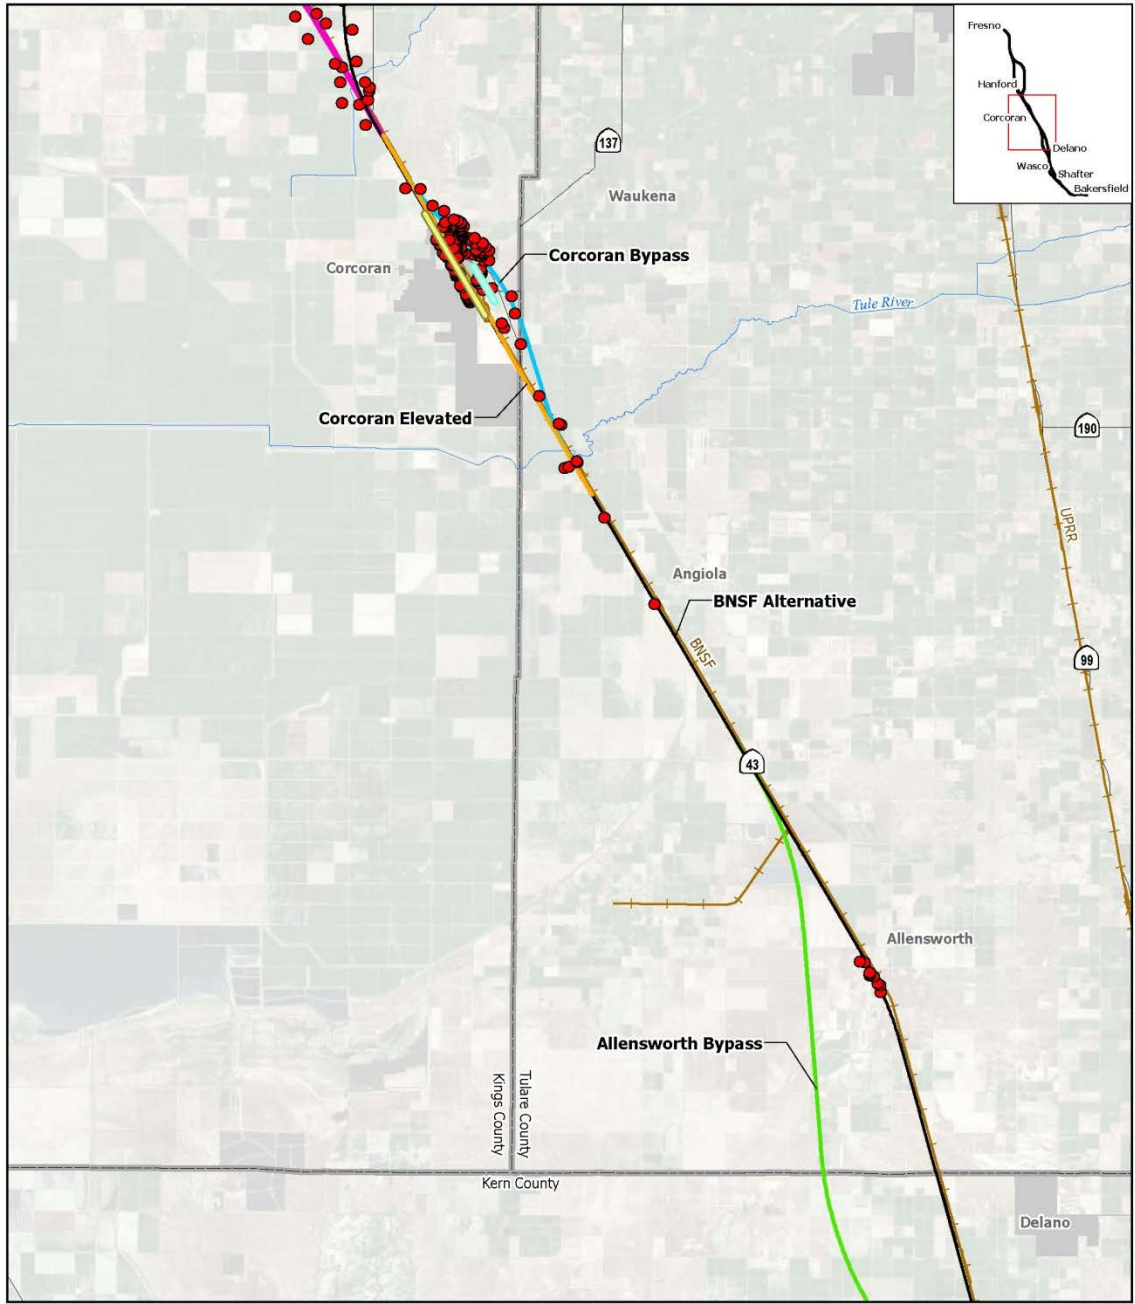 Fresno
Hanford
Corcoran
Delano
Wasco
Shafter
Bakersfield
137
Waukena
Corcoran Bypass
Corcoran
Tule River
Corcoran Elevated
190
UPRR
Angiola
BNSF Alternative
BNSF
99
43
Allensworth
Allensworth Bypass
Kings County
Tulare County
Kern County
Delano